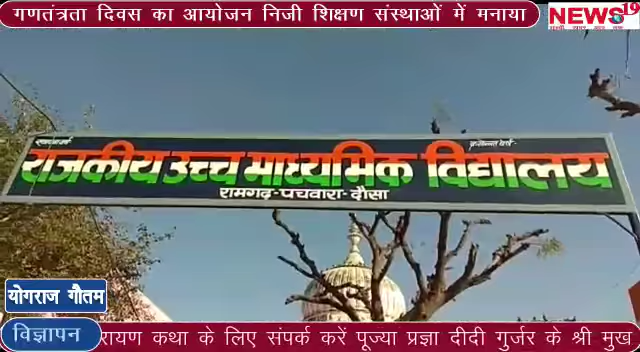 गणतंत्रता दिवस का आयोजन निजी शिक्षण संस्थाओं में मनाया
NEWS19
राजकीय उच्च माध्यमिक विद्यालय
रामगढ़-पचवारा-दौसा
योगराज गौतम
विज्ञापन
रायण कथा के लिए संपर्क करें पूज्या प्रज्ञा दीदी गुर्जर के श्री मुख